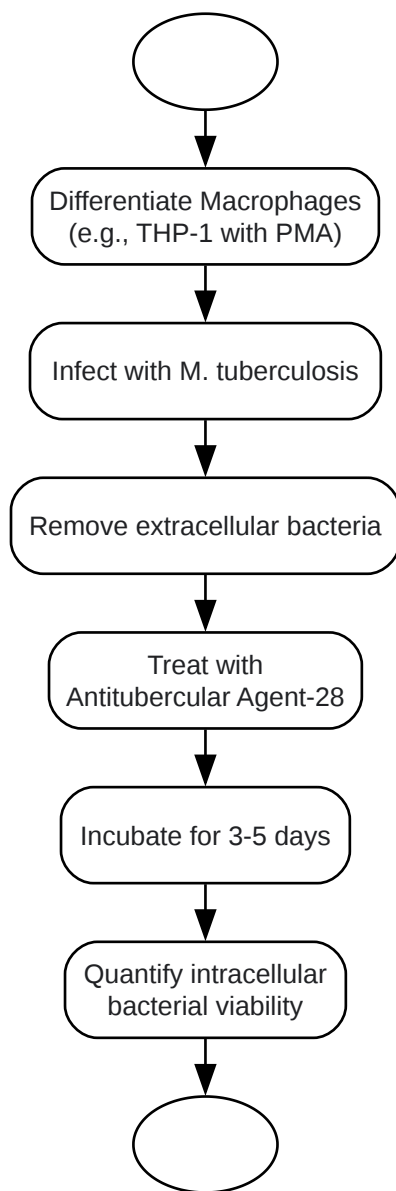 Differentiate Macrophages
(e.g., THP-1 with PMA)
Infect with M. tuberculosis
Remove extracellular bacteria
Treat with
Antitubercular Agent-28
Incubate for 3-5 days
Quantify intracellular
bacterial viability